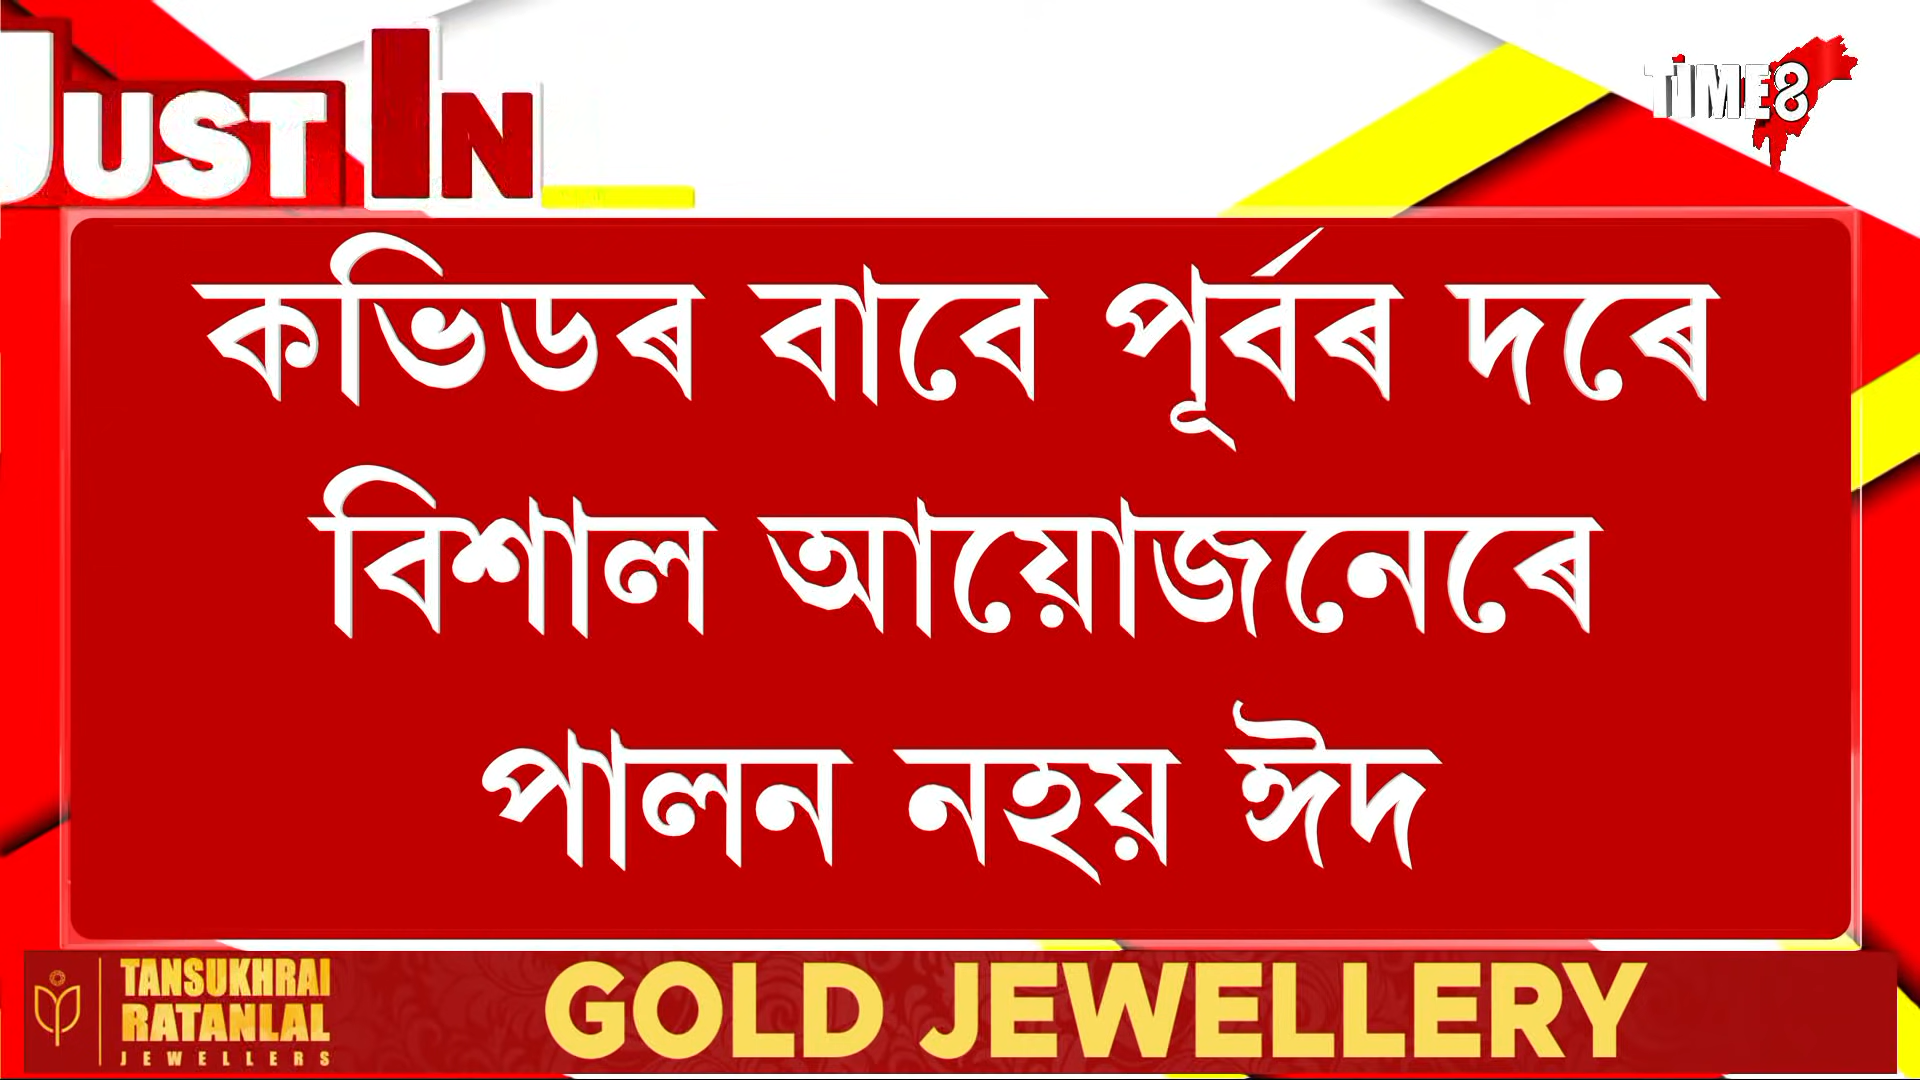 JUST IN
TIME8
কভিডৰ বাবে পূৰ্বৰ দৰে
বিশাল আয়োজনেৰে
পালন নহয় ঈদ
TANSUKHRAI
RATANLAL
JEWELLERS
GOLD JEWELLERY